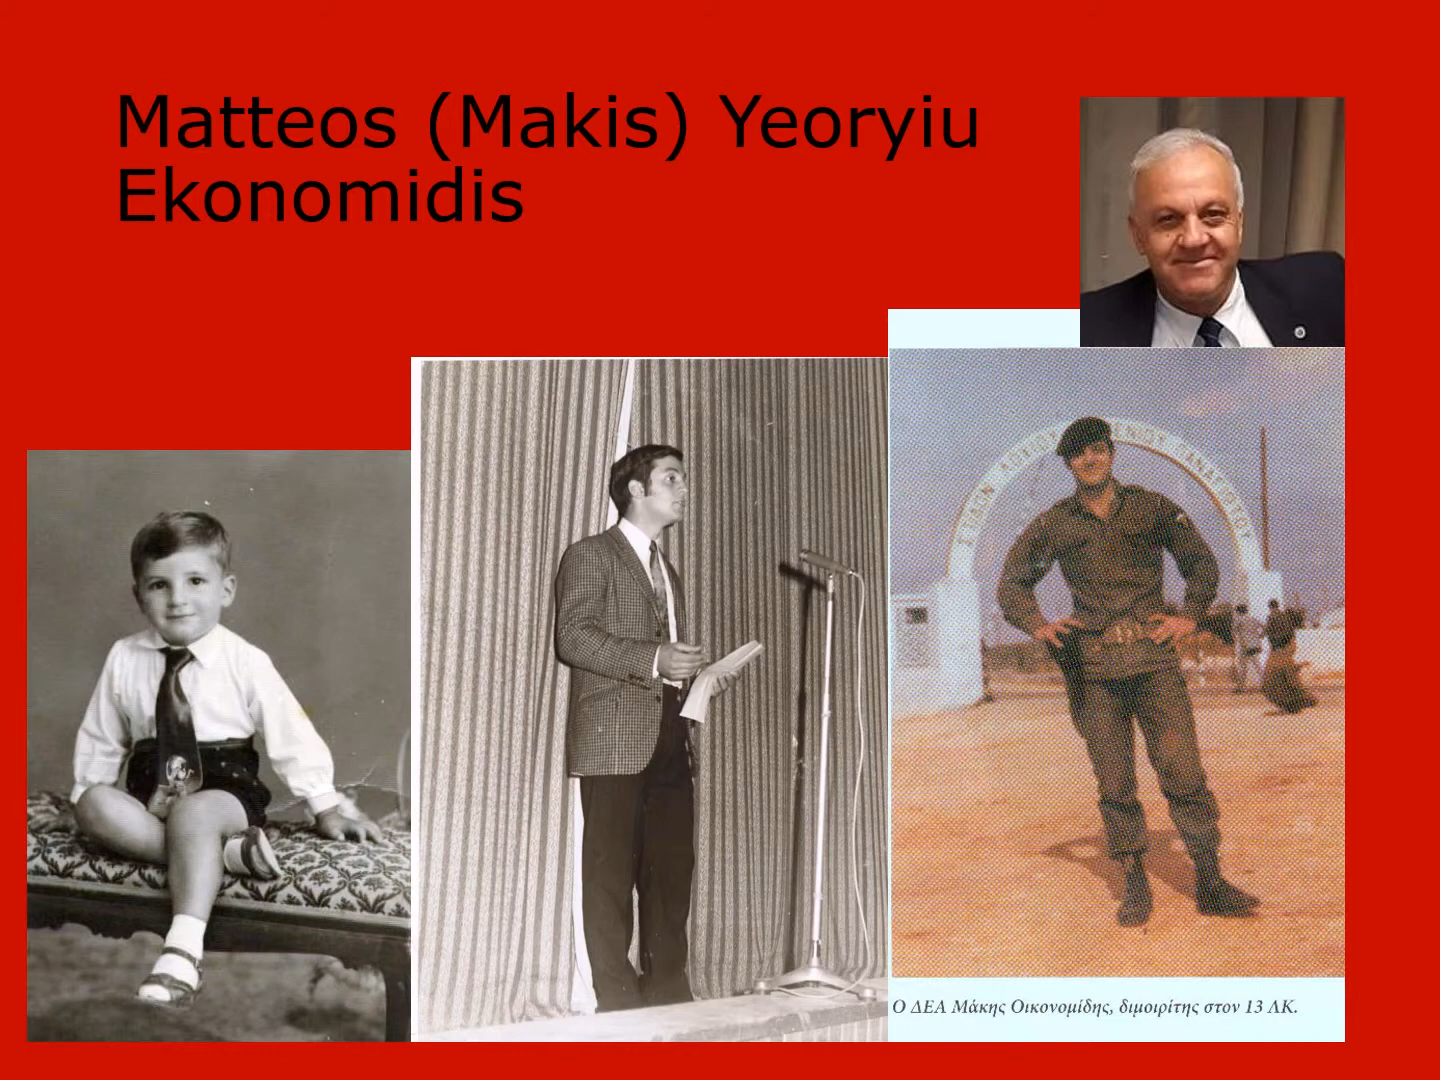 Matteos (Makis) Yeoryiu
Ekonomidis
Ο ΔΕΑ Μάκης Οικονομίδης, διμοιρίτης στον 13 ΛΚ.